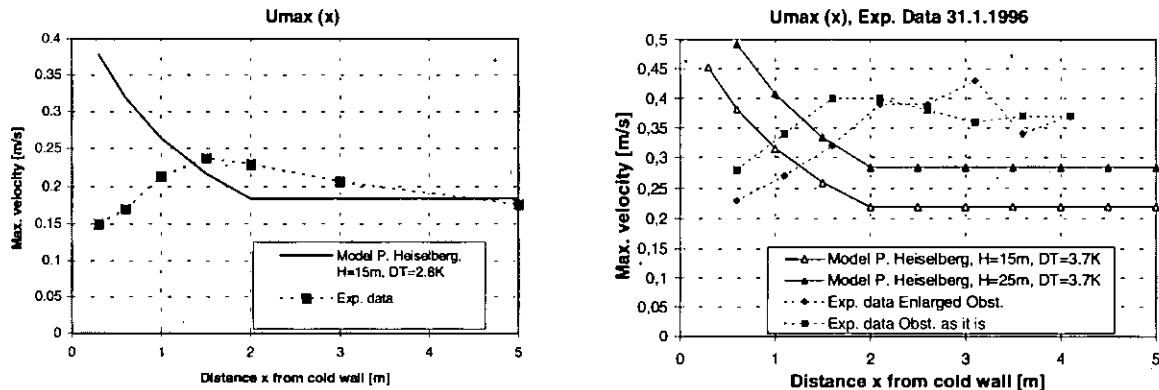 Umax (x)
0.4
0.35
0.3
0.25
0.2
0.15
0.1
0.05
0
0
1
2
3
4
5
Max. velocity [m/s]
Distance x from cold wall [m]
Model P. Heiselberg,
H=15m, DT=2.8K
Exp. data
Umax (x), Exp. Data 31.1.1996
0,5
0,45
0,4
0,35
0,3
0,25
0,2
0,15
0,1
0,05
0
0
1
2
3
4
5
Max. velocity [m/s]
Distance x from cold wall [m]
Model P. Heiselberg, H=15m, DT=3.7K
Model P. Heiselberg, H=25m, DT=3.7K
Exp. data Enlarged Obst.
Exp. data Obst. as it is